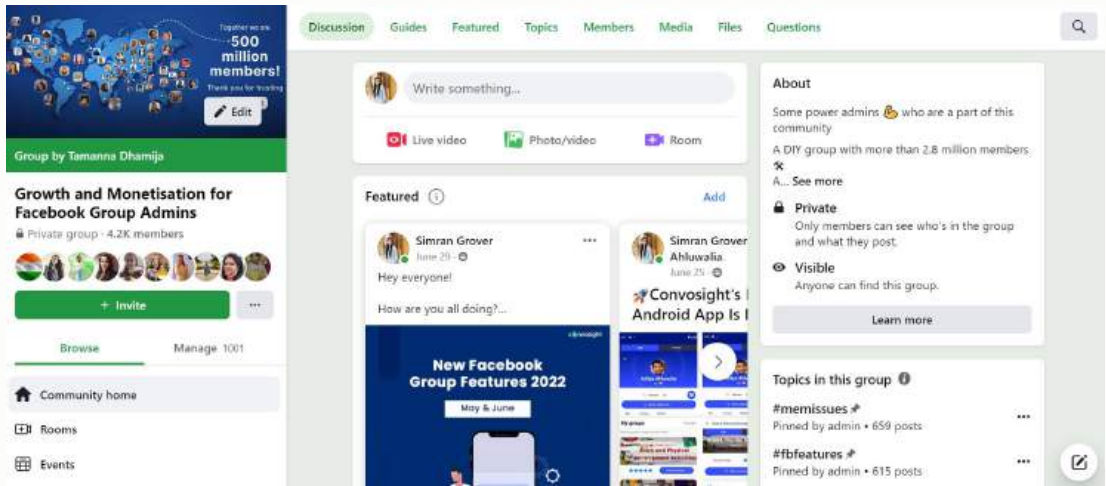 Together we are
500
million
members!
Thank you for trusting
Edit
Group by Tamanna Dhamija
Growth and Monetisation for
Facebook Group Admins
Private group · 4.2K members
+ Invite
...
Browse
Manage 1001
Community home
Rooms
Events
Discussion
Guides
Featured
Topics
Members
Media
Files
Questions
Write something...
Live video
Photo/video
Room
Featured
Add
Simran Grover
June 29 ·
Hey everyone!
How are you all doing?...
convosight
New Facebook
Group Features 2022
May & June
Simran Grover
Ahluwalia
June 25 ·
Convosight's
Android App Is
About
Some power admins 💪 who are a part of this
community
A DIY group with more than 2.8 million members
🛠
A... See more
Private
Only members can see who's in the group
and what they post.
Visible
Anyone can find this group.
Learn more
Topics in this group
#memissues
Pinned by admin • 659 posts
#fbfeatures
Pinned by admin • 615 posts